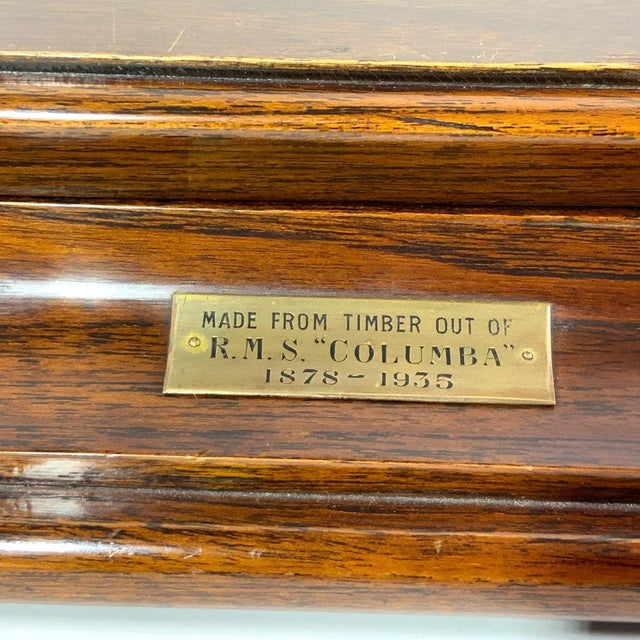 MADE FROM TIMBER OUT OF
R.M.S. "COLUMBA"
1878-1935